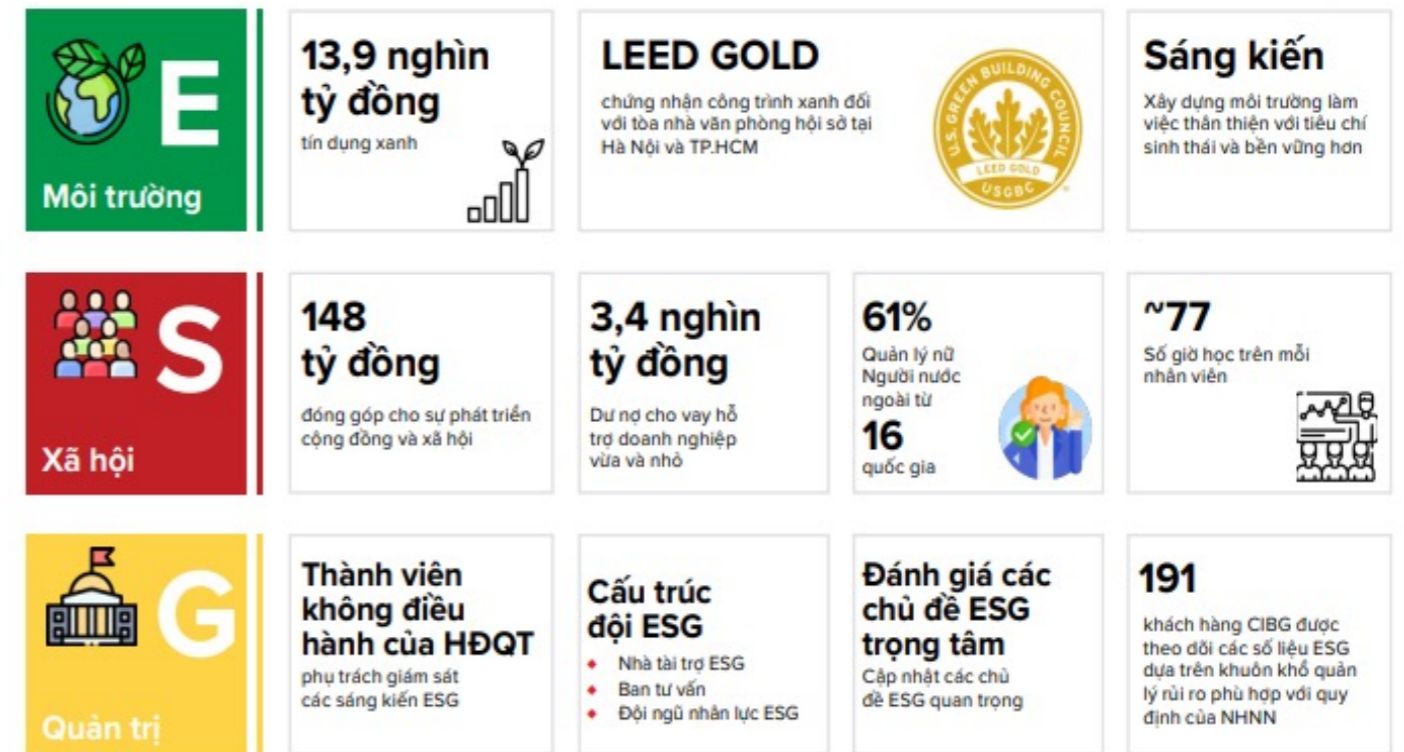 E
Môi trường
13,9 nghìn
tỷ đồng
tín dụng xanh
LEED GOLD
chứng nhận công trình xanh đối
với tòa nhà văn phòng hội sở tại
Hà Nội và TP.HCM
U.S. GREEN BUILDING COUNCIL
LEED GOLD
USGBC
Sáng kiến
Xây dựng môi trường làm
việc thân thiện với tiêu chí
sinh thái và bền vững hơn
S
Xã hội
148
tỷ đồng
đóng góp cho sự phát triển
cộng đồng và xã hội
3,4 nghìn
tỷ đồng
Dư nợ cho vay hỗ
trợ doanh nghiệp
vừa và nhỏ
61%
Quản lý nữ
Người nước
ngoài từ
16
quốc gia
~77
Số giờ học trên mỗi
nhân viên
G
Quản trị
Thành viên
không điều
hành của HĐQT
phụ trách giám sát
các sáng kiến ESG
Cấu trúc
đội ESG
Nhà tài trợ ESG
Ban tư vấn
Đội ngũ nhân lực ESG
Đánh giá các
chủ đề ESG
trọng tâm
Cập nhật các chủ
đề ESG quan trọng
191
khách hàng CIBG được
theo dõi các số liệu ESG
dựa trên khuôn khổ quản
lý rủi ro phù hợp với quy
định của NHNN